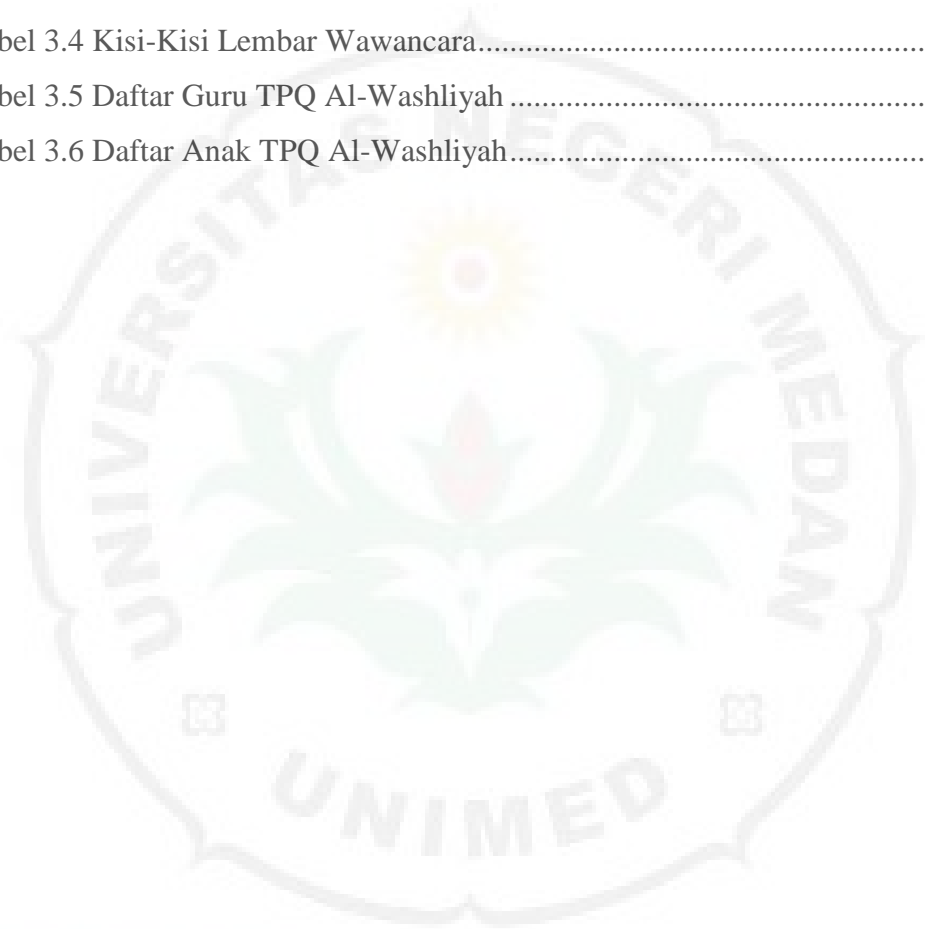 bel 3.4 Kisi-Kisi Lembar Wawancara..........................................................
bel 3.5 Daftar Guru TPQ Al-Washliyah ......................................................
bel 3.6 Daftar Anak TPQ Al-Washliyah......................................................
UNIVERSITAS NEGERI MEDAN
UNIMED